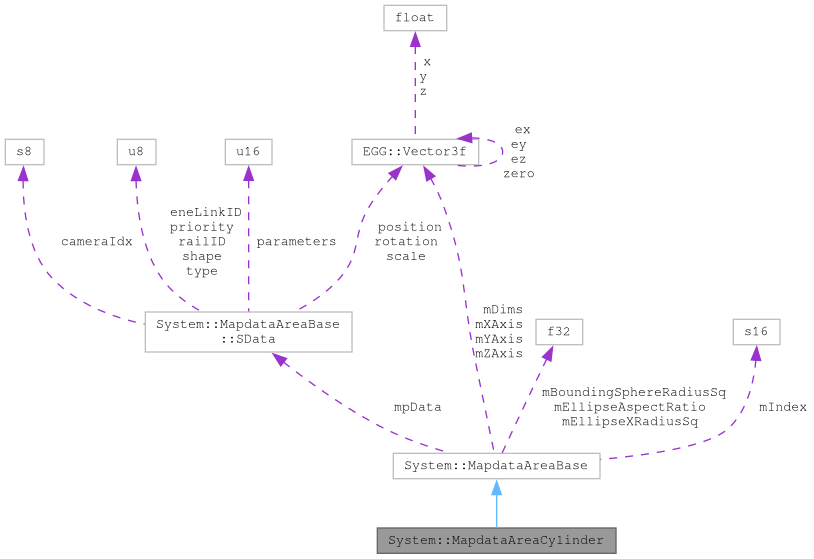 float
x
y
z
s8
u8
u16
EGG::Vector3f
ex
ey
ez
zero
cameraIdx
eneLinkID
priority
railID
shape
type
parameters
position
rotation
scale
System::MapdataAreaBase
::SData
mDims
mXAxis
mYAxis
mZAxis
f32
s16
mpData
mBoundingSphereRadiusSq
mEllipseAspectRatio
mEllipseXRadiusSq
mIndex
System::MapdataAreaBase
System::MapdataAreaCylinder